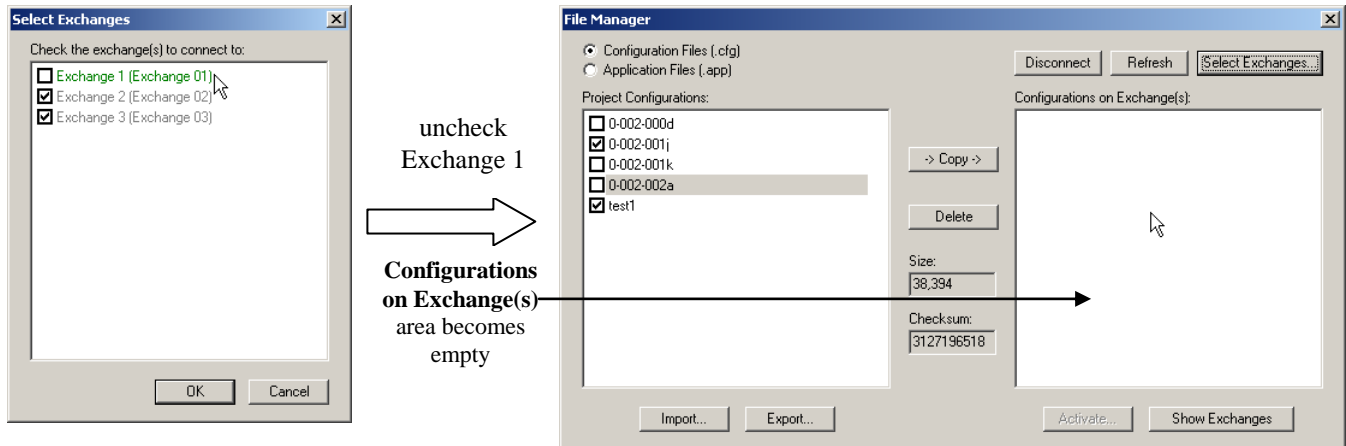 Select Exchanges
Check the exchange(s) to connect to:
Exchange 1 (Exchange 01)
Exchange 2 (Exchange 02)
Exchange 3 (Exchange 03)
OK
Cancel
uncheck
Exchange 1
Configurations
on Exchange(s)
area becomes
empty
File Manager
Configuration Files (.cfg)
Application Files (.app)
Disconnect
Refresh
Select Exchanges...
Project Configurations:
0-002-000d
0-002-001j
0-002-001k
0-002-002a
test1
-> Copy ->
Delete
Size:
38,394
Checksum:
3127196518
Configurations on Exchange(s):
Import...
Export...
Activate...
Show Exchanges